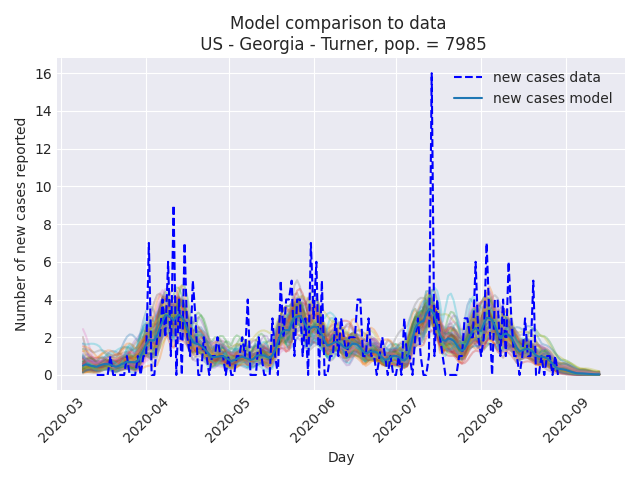 Model comparison to data
US - Georgia - Turner, pop. = 7985
new cases data
new cases model
Number of new cases reported
16
14
12
10
8
6
4
2
0
2020-03
2020-04
2020-05
2020-06
2020-07
2020-08
2020-09
Day